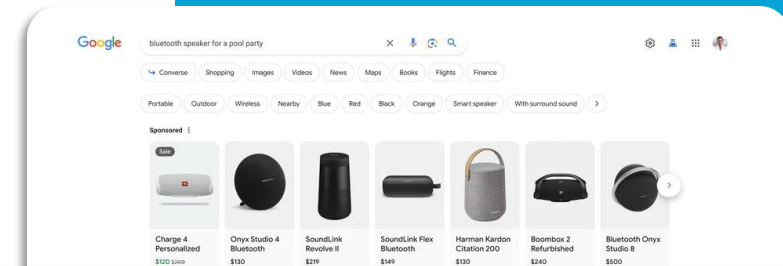 Google
bluetooth speaker for a pool party
Converse Shopping Images Videos News Maps Books Flights Finance
Portable Outdoor Wireless Nearby Blue Red Black Orange Smart speaker With surround sound
Sponsored
Sale
Charge 4 Personalized
$120 $200
Onyx Studio 4 Bluetooth
$130
SoundLink Revolve II
$219
SoundLink Flex Bluetooth
$149
Harman Kardon Citation 200
$130
Boombox 2 Refurbished
$240
Bluetooth Onyx Studio 8
$500